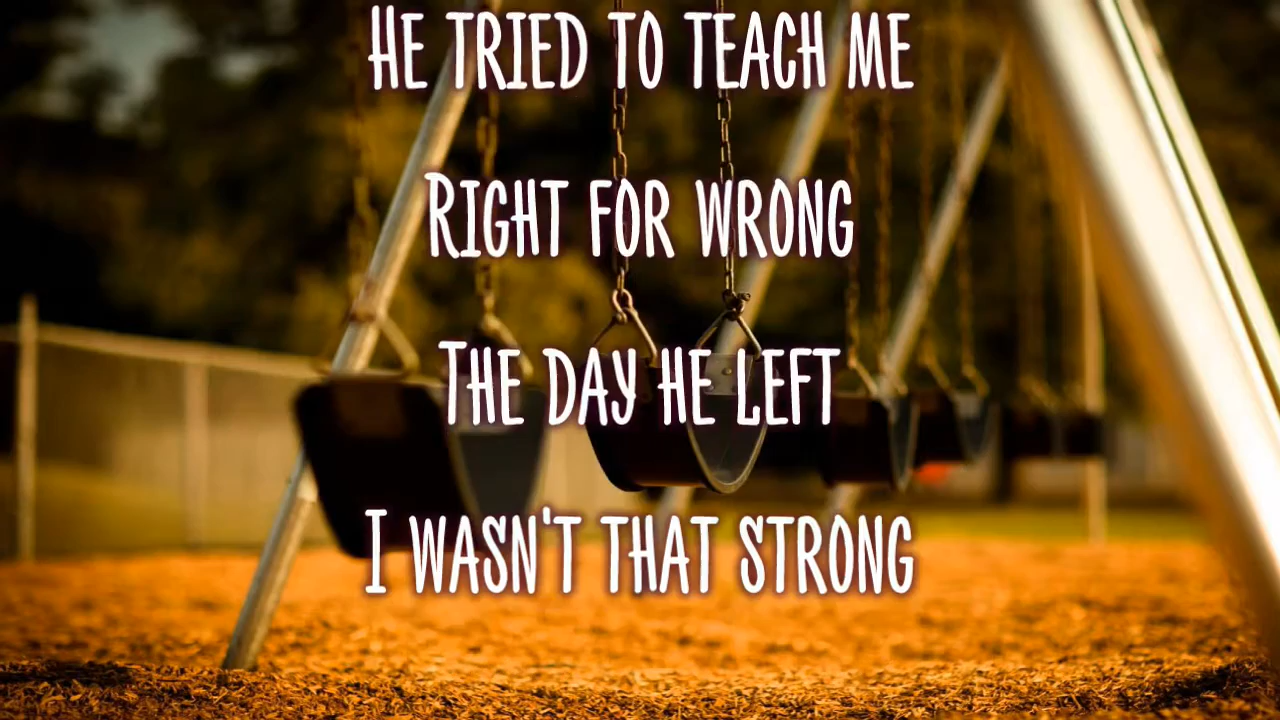 He tried to teach me
Right for wrong
The day he left
I wasn't that strong